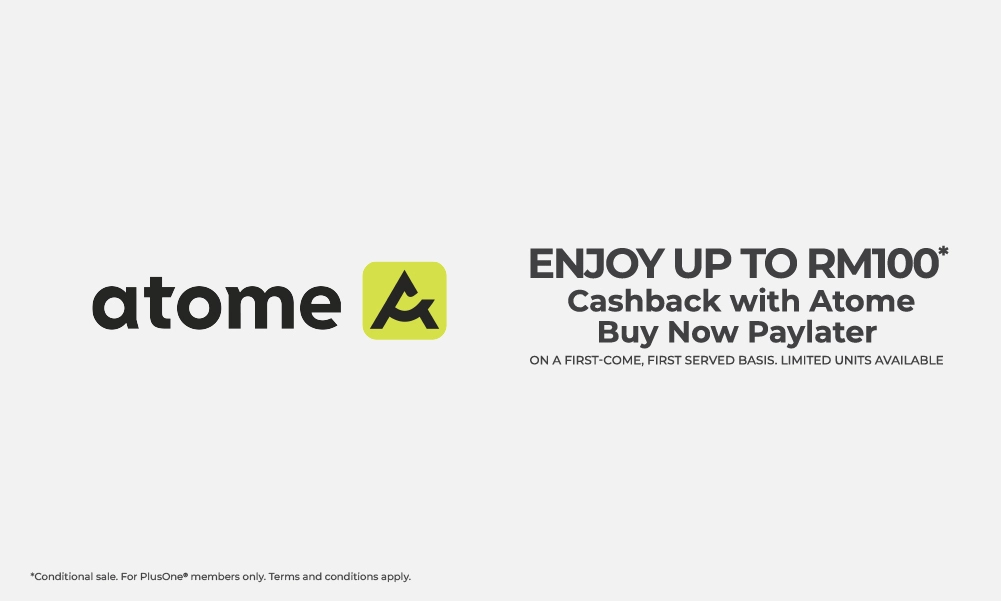 atome
ENJOY UP TO RM100*
Cashback with Atome
Buy Now Paylater
ON A FIRST-COME, FIRST SERVED BASIS. LIMITED UNITS AVAILABLE
*Conditional sale. For PlusOne® members only. Terms and conditions apply.